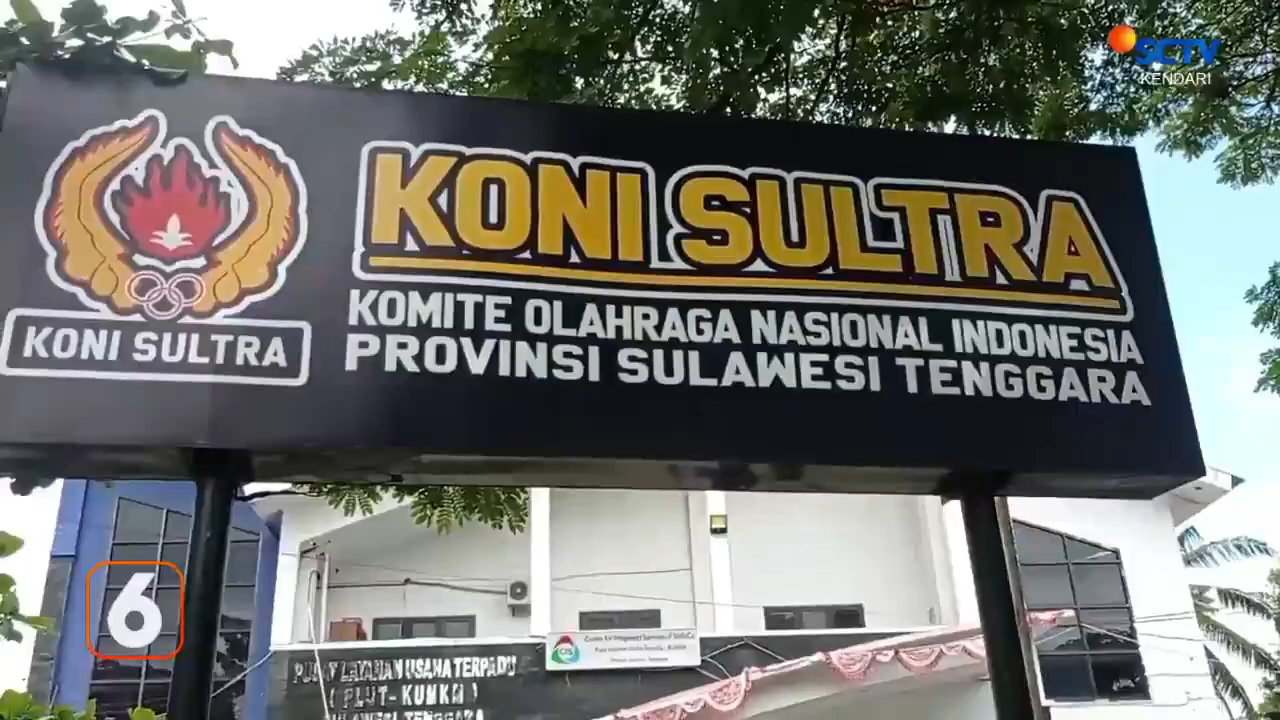 SCTV
KENDARI
KONI SULTRA
KONI SULTRA
KOMITE OLAHRAGA NASIONAL INDONESIA
PROVINSI SULAWESI TENGGARA
6
PUSAT LAYANAN USAHA TERPADU
( PLUT- KUMKM )
SULAWESI TENGGARA